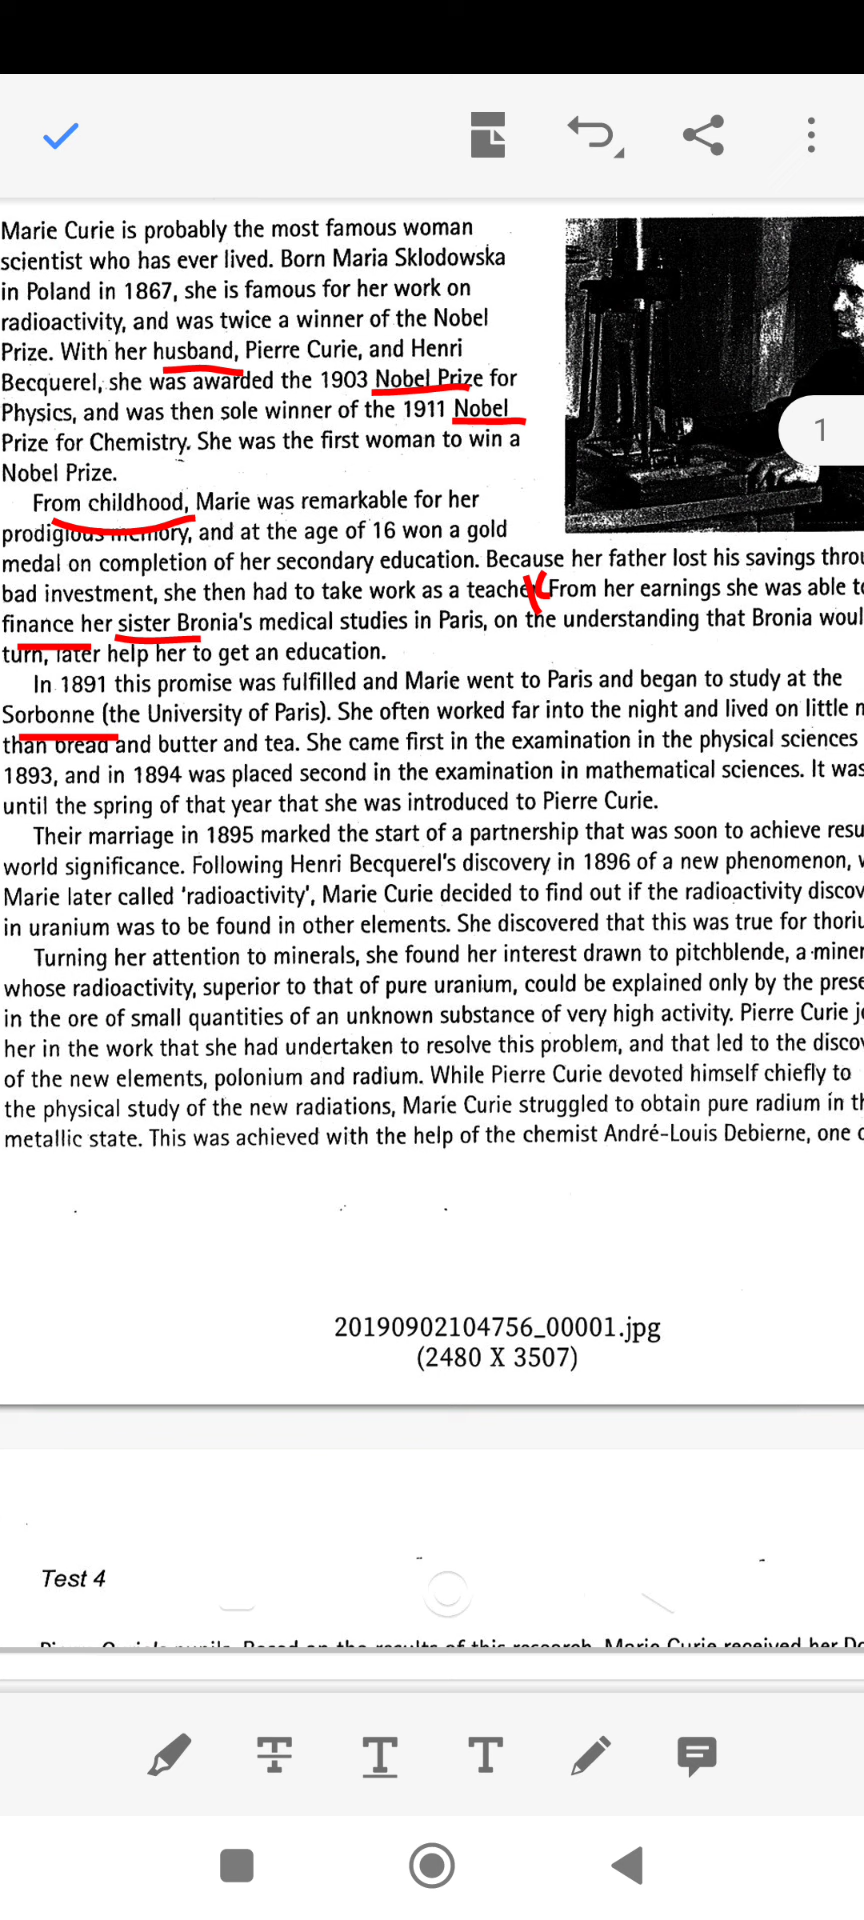 Marie Curie is probably the most famous woman
scientist who has ever lived. Born Maria Sklodowska
in Poland in 1867, she is famous for her work on
radioactivity, and was twice a winner of the Nobel
Prize. With her husband, Pierre Curie, and Henri
Becquerel, she was awarded the 1903 Nobel Prize for
Physics, and was then sole winner of the 1911 Nobel
Prize for Chemistry. She was the first woman to win a
Nobel Prize.
1
From childhood, Marie was remarkable for her
prodigious memory, and at the age of 16 won a gold
medal on completion of her secondary education. Because her father lost his savings
bad investment, she then had to take work as a teacher From her earnings she was able
finance her sister Bronia's medical studies in Paris, on the understanding that Bronia
turn, later help her to get an education.
In 1891 this promise was fulfilled and Marie went to Paris and began to study at the
Sorbonne (the University of Paris). She often worked far into the night and lived on little
than bread and butter and tea. She came first in the examination in the physical sciences
1893, and in 1894 was placed second in the examination in mathematical sciences. It was
until the spring of that year that she was introduced to Pierre Curie.
Their marriage in 1895 marked the start of a partnership that was soon to achieve
world significance. Following Henri Becquerel's discovery in 1896 of a new phenomenon,
Marie later called 'radioactivity', Marie Curie decided to find out if the radioactivity
in uranium was to be found in other elements. She discovered that this was true for
Turning her attention to minerals, she found her interest drawn to pitchblende, a
whose radioactivity, superior to that of pure uranium, could be explained only by the
in the ore of small quantities of an unknown substance of very high activity. Pierre Curie
her in the work that she had undertaken to resolve this problem, and that led to the
of the new elements, polonium and radium. While Pierre Curie devoted himself chiefly to
the physical study of the new radiations, Marie Curie struggled to obtain pure radium in
metallic state. This was achieved with the help of the chemist André-Louis Debierne, one
20190902104756_00001.jpg
(2480 X 3507)
Test 4
Based on the results of this research, Marie Curie received her